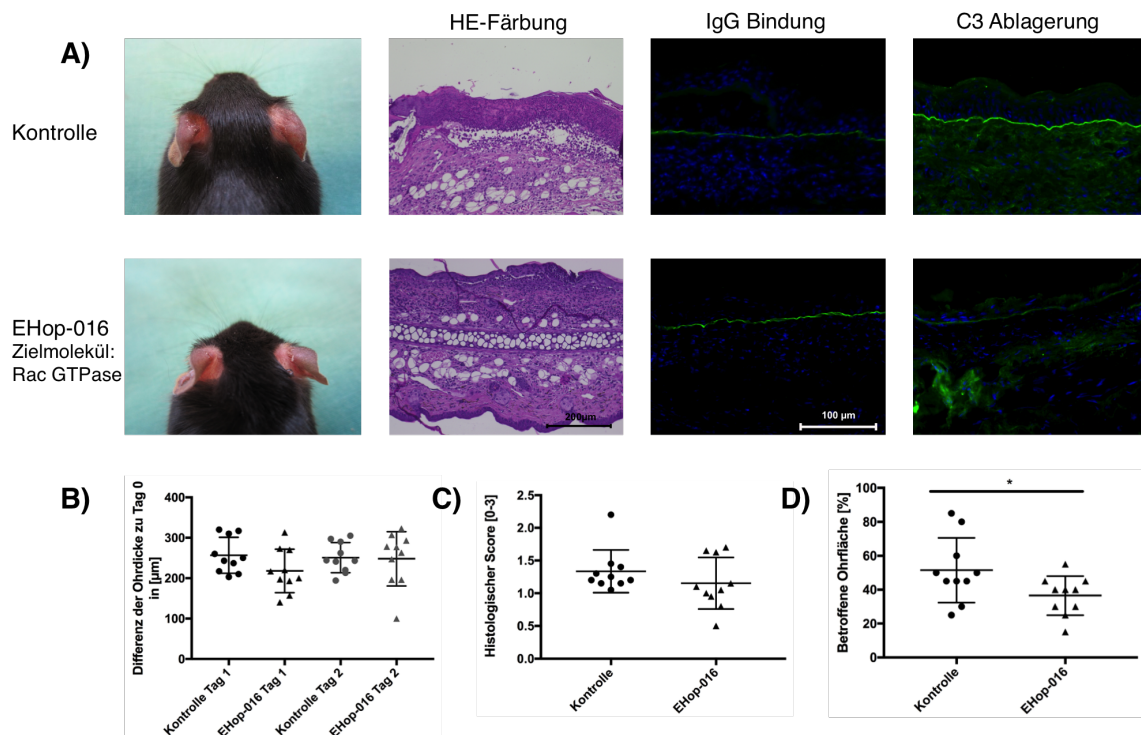 HE-Färbung IgG Bindung C3 Ablagerung
A)
Kontrolle
EHop-016
Zielmolekül:
Rac GTPase
200µm
100 µm
B)
Differenz der Ohrdicke zu Tag 0
in [µm]
400
300
200
100
0
Kontrolle Tag 1
EHop-016 Tag 1
Kontrolle Tag 2
EHop-016 Tag 2
C)
Histologischer Score [0-3]
2.5
2.0
1.5
1.0
0.5
0.0
Kontrolle
EHop-016
D)
Betroffene Ohrfläche [%]
100
80
60
40
20
0
*
Kontrolle
EHop-016